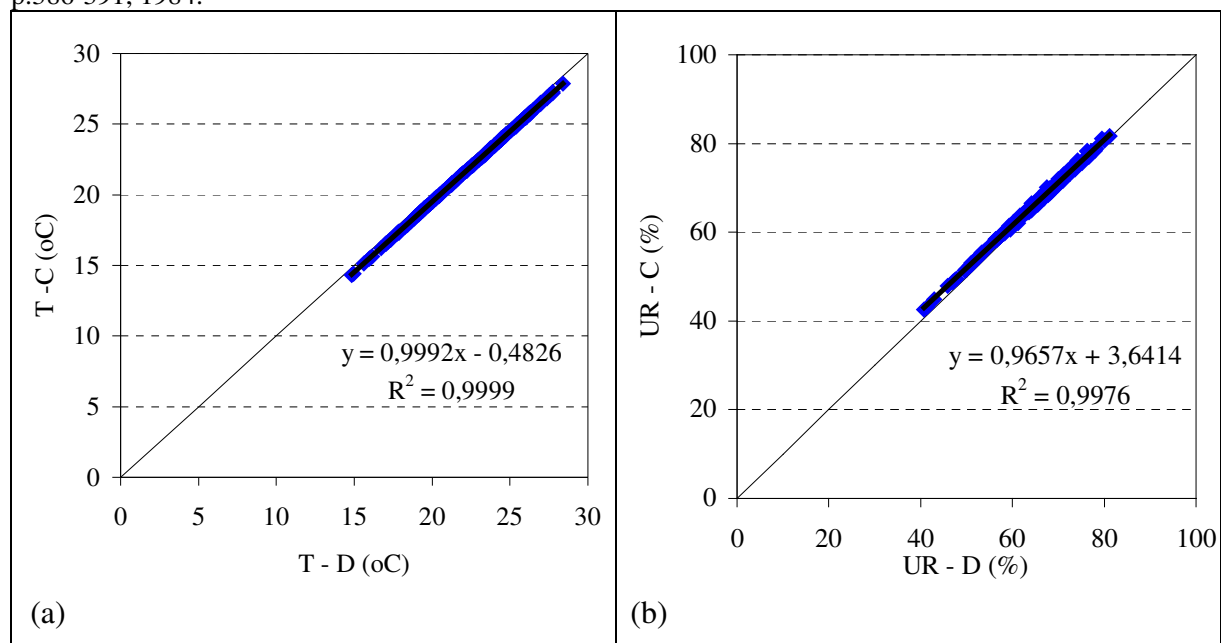 p.580-591, 1984.
30
25
20
15
10
5
0
T -C (oC)
y = 0,9992x - 0,4826
R² = 0,9999
0 5 10 15 20 25 30
T - D (oC)
(a)
100
80
60
40
20
0
UR - C (%)
y = 0,9657x + 3,6414
R² = 0,9976
0 20 40 60 80 100
UR - D (%)
(b)